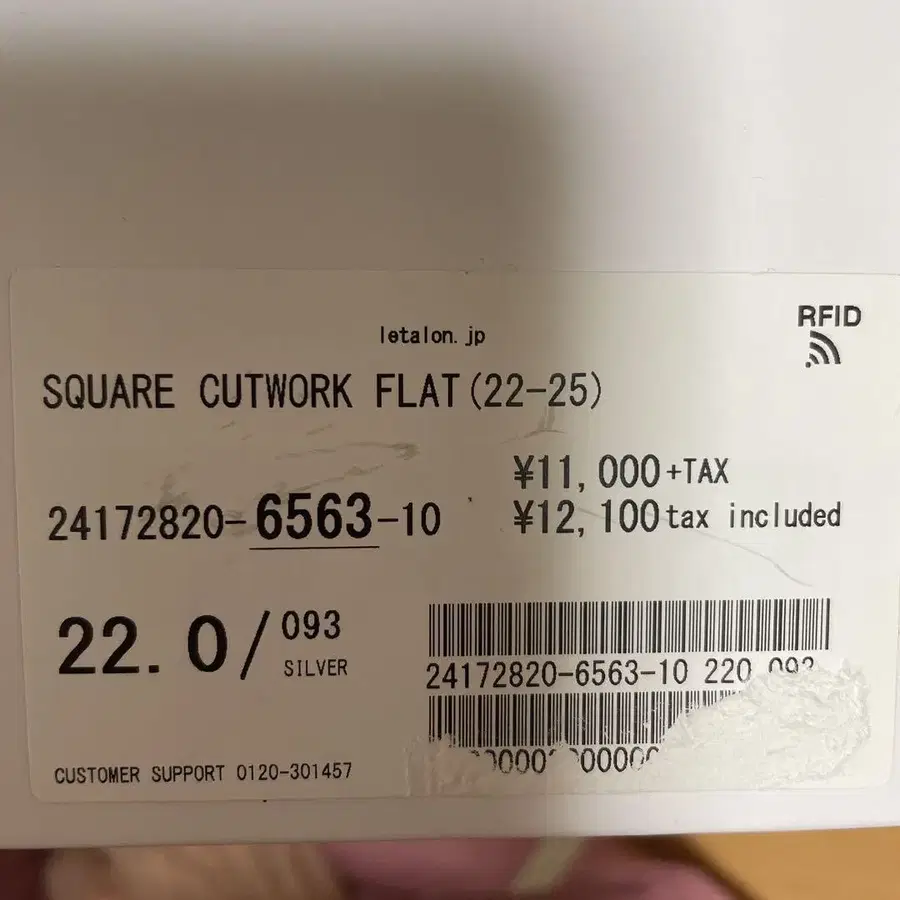 letalon.jp
RFID
SQUARE CUTWORK FLAT(22-25)
¥11,000+TAX
24172820-6563-10
¥12,100tax included
22.0/093
SILVER
24172820-6563-10 220 093
CUSTOMER SUPPORT 0120-301457